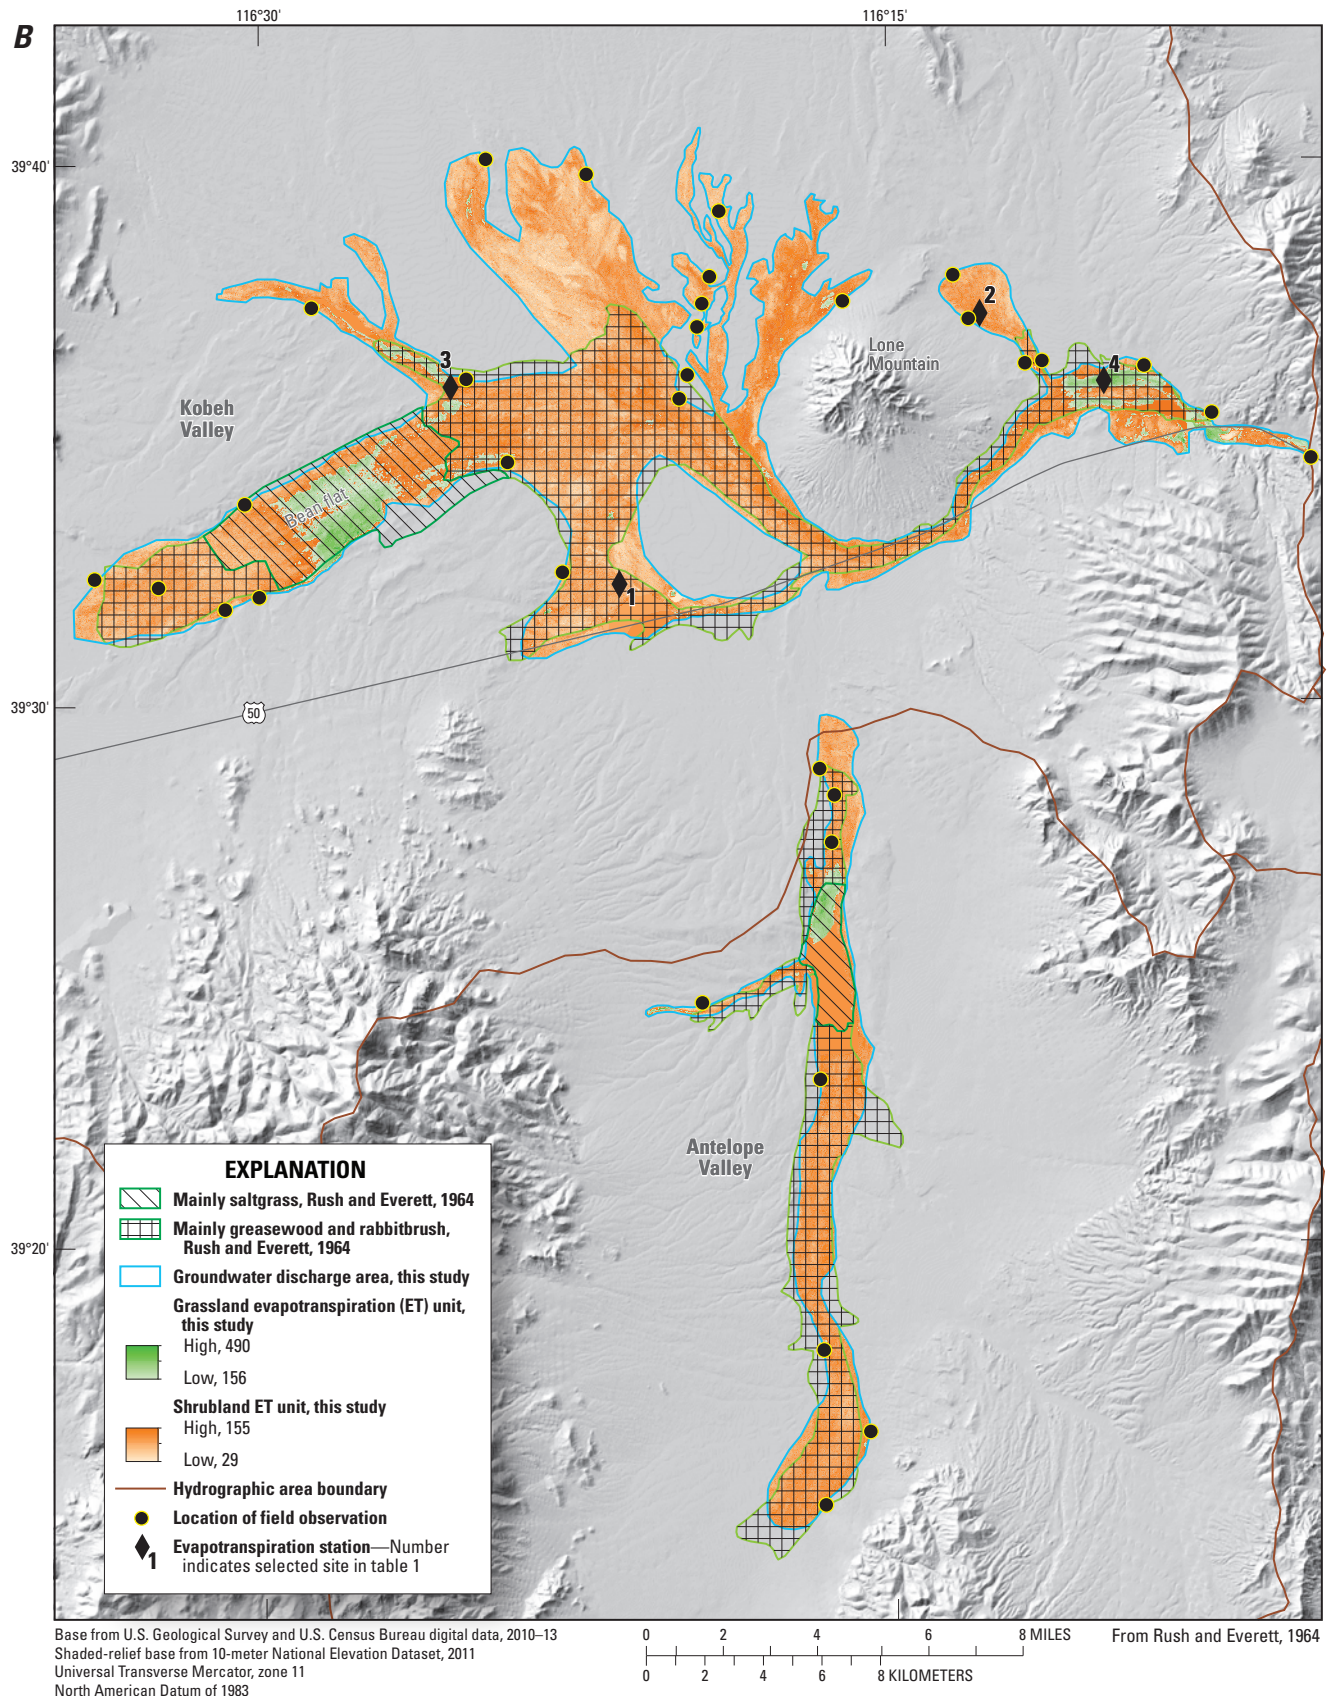 B
116°30'
116°15'
39°40'
2
Lone
Mountain
3
4
Kobeh
Valley
Bean flat
1
39°30'
50
Antelope
Valley
39°20'
EXPLANATION
Mainly saltgrass, Rush and Everett, 1964
Mainly greasewood and rabbitbrush,
Rush and Everett, 1964
Groundwater discharge area, this study
Grassland evapotranspiration (ET) unit,
this study
High, 490
Low, 156
Shrubland ET unit, this study
High, 155
Low, 29
Hydrographic area boundary
Location of field observation
1
Evapotranspiration station—Number
indicates selected site in table 1
Base from U.S. Geological Survey and U.S. Census Bureau digital data, 2010–13
Shaded-relief base from 10-meter National Elevation Dataset, 2011
Universal Transverse Mercator, zone 11
North American Datum of 1983
0 2 4 6 8 MILES
0 2 4 6 8 KILOMETERS
From Rush and Everett, 1964